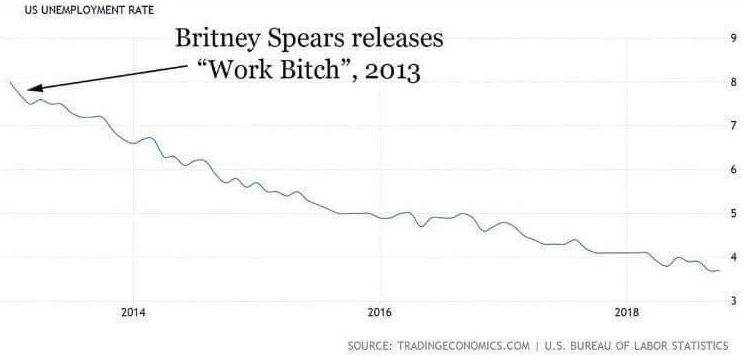 US UNEMPLOYMENT RATE
Britney Spears releases
“Work Bitch”, 2013
9
8
7
6
5
4
3
2014
2016
2018
SOURCE: TRADINGECONOMICS.COM | U.S. BUREAU OF LABOR STATISTICS